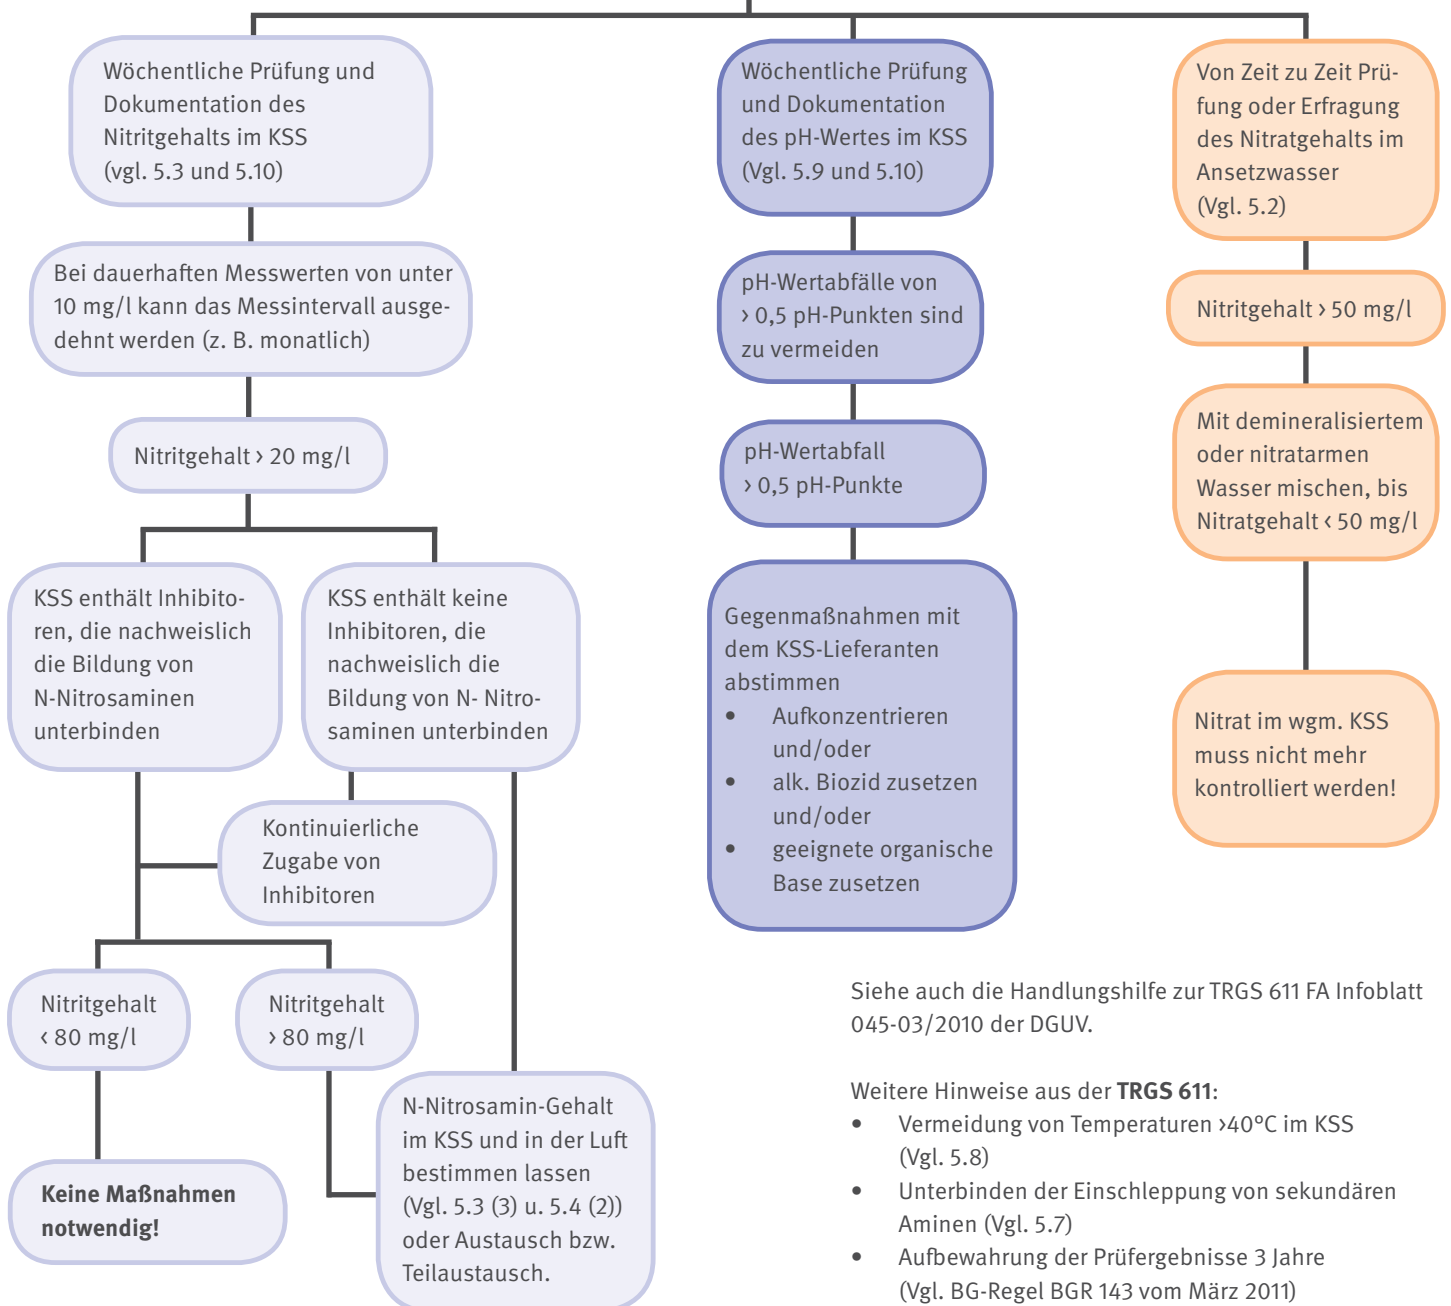 Wöchentliche Prüfung und
Dokumentation des
Nitritgehalts im KSS
(vgl. 5.3 und 5.10)
Bei dauerhaften Messwerten von unter
10 mg/l kann das Messintervall ausge-
dehnt werden (z. B. monatlich)
Nitritgehalt > 20 mg/l
KSS enthält Inhibito-
ren, die nachweislich
die Bildung von
N-Nitrosaminen
unterbinden
KSS enthält keine
Inhibitoren, die
nachweislich die
Bildung von N- Nitro-
saminen unterbinden
Kontinuierliche
Zugabe von
Inhibitoren
Nitritgehalt
< 80 mg/l
Nitritgehalt
> 80 mg/l
Keine Maßnahmen
notwendig!
N-Nitrosamin-Gehalt
im KSS und in der Luft
bestimmen lassen
(Vgl. 5.3 (3) u. 5.4 (2))
oder Austausch bzw.
Teilaustausch.
Wöchentliche Prüfung
und Dokumentation
des pH-Wertes im KSS
(Vgl. 5.9 und 5.10)
pH-Wertabfälle von
> 0,5 pH-Punkten sind
zu vermeiden
pH-Wertabfall
> 0,5 pH-Punkte
Gegenmaßnahmen mit
dem KSS-Lieferanten
abstimmen
• Aufkonzentrieren
und/oder
• alk. Biozid zusetzen
und/oder
• geeignete organische
Base zusetzen
Von Zeit zu Zeit Prü-
fung oder Erfragung
des Nitratgehalts im
Ansetzwasser
(Vgl. 5.2)
Nitritgehalt > 50 mg/l
Mit demineralisiertem
oder nitratarmen
Wasser mischen, bis
Nitratgehalt < 50 mg/l
Nitrat im wgm. KSS
muss nicht mehr
kontrolliert werden!
Siehe auch die Handlungshilfe zur TRGS 611 FA Infoblatt
045-03/2010 der DGUV.
Weitere Hinweise aus der TRGS 611:
• Vermeidung von Temperaturen >40°C im KSS
(Vgl. 5.8)
• Unterbinden der Einschleppung von sekundären
Aminen (Vgl. 5.7)
• Aufbewahrung der Prüfergebnisse 3 Jahre
(Vgl. BG-Regel BGR 143 vom März 2011)